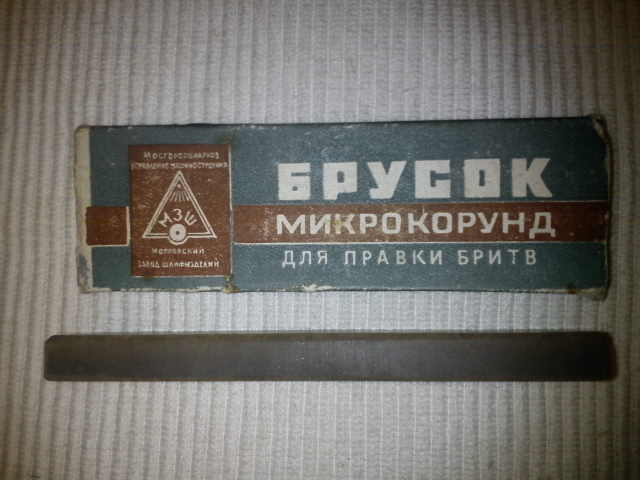 Мосгорсовнархоз
Управление машиностроения
МЗШ
Московский
завод шлифизделий
БРУСОК
МИКРОКОРУНД
ДЛЯ ПРАВКИ БРИТВ